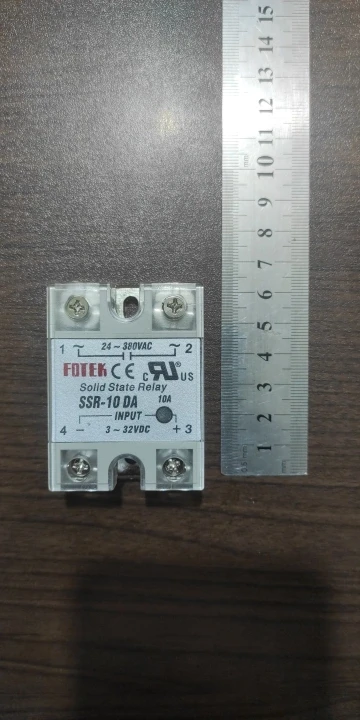 1 ~ 24 ~ 380VAC ~ 2
FOTEK CE c RU US
Solid State Relay
SSR-10 DA 10A
INPUT
4 - 3 ~ 32VDC + 3
1 2 3 4 5 6 7 8 9 10 11 12 13 14 15